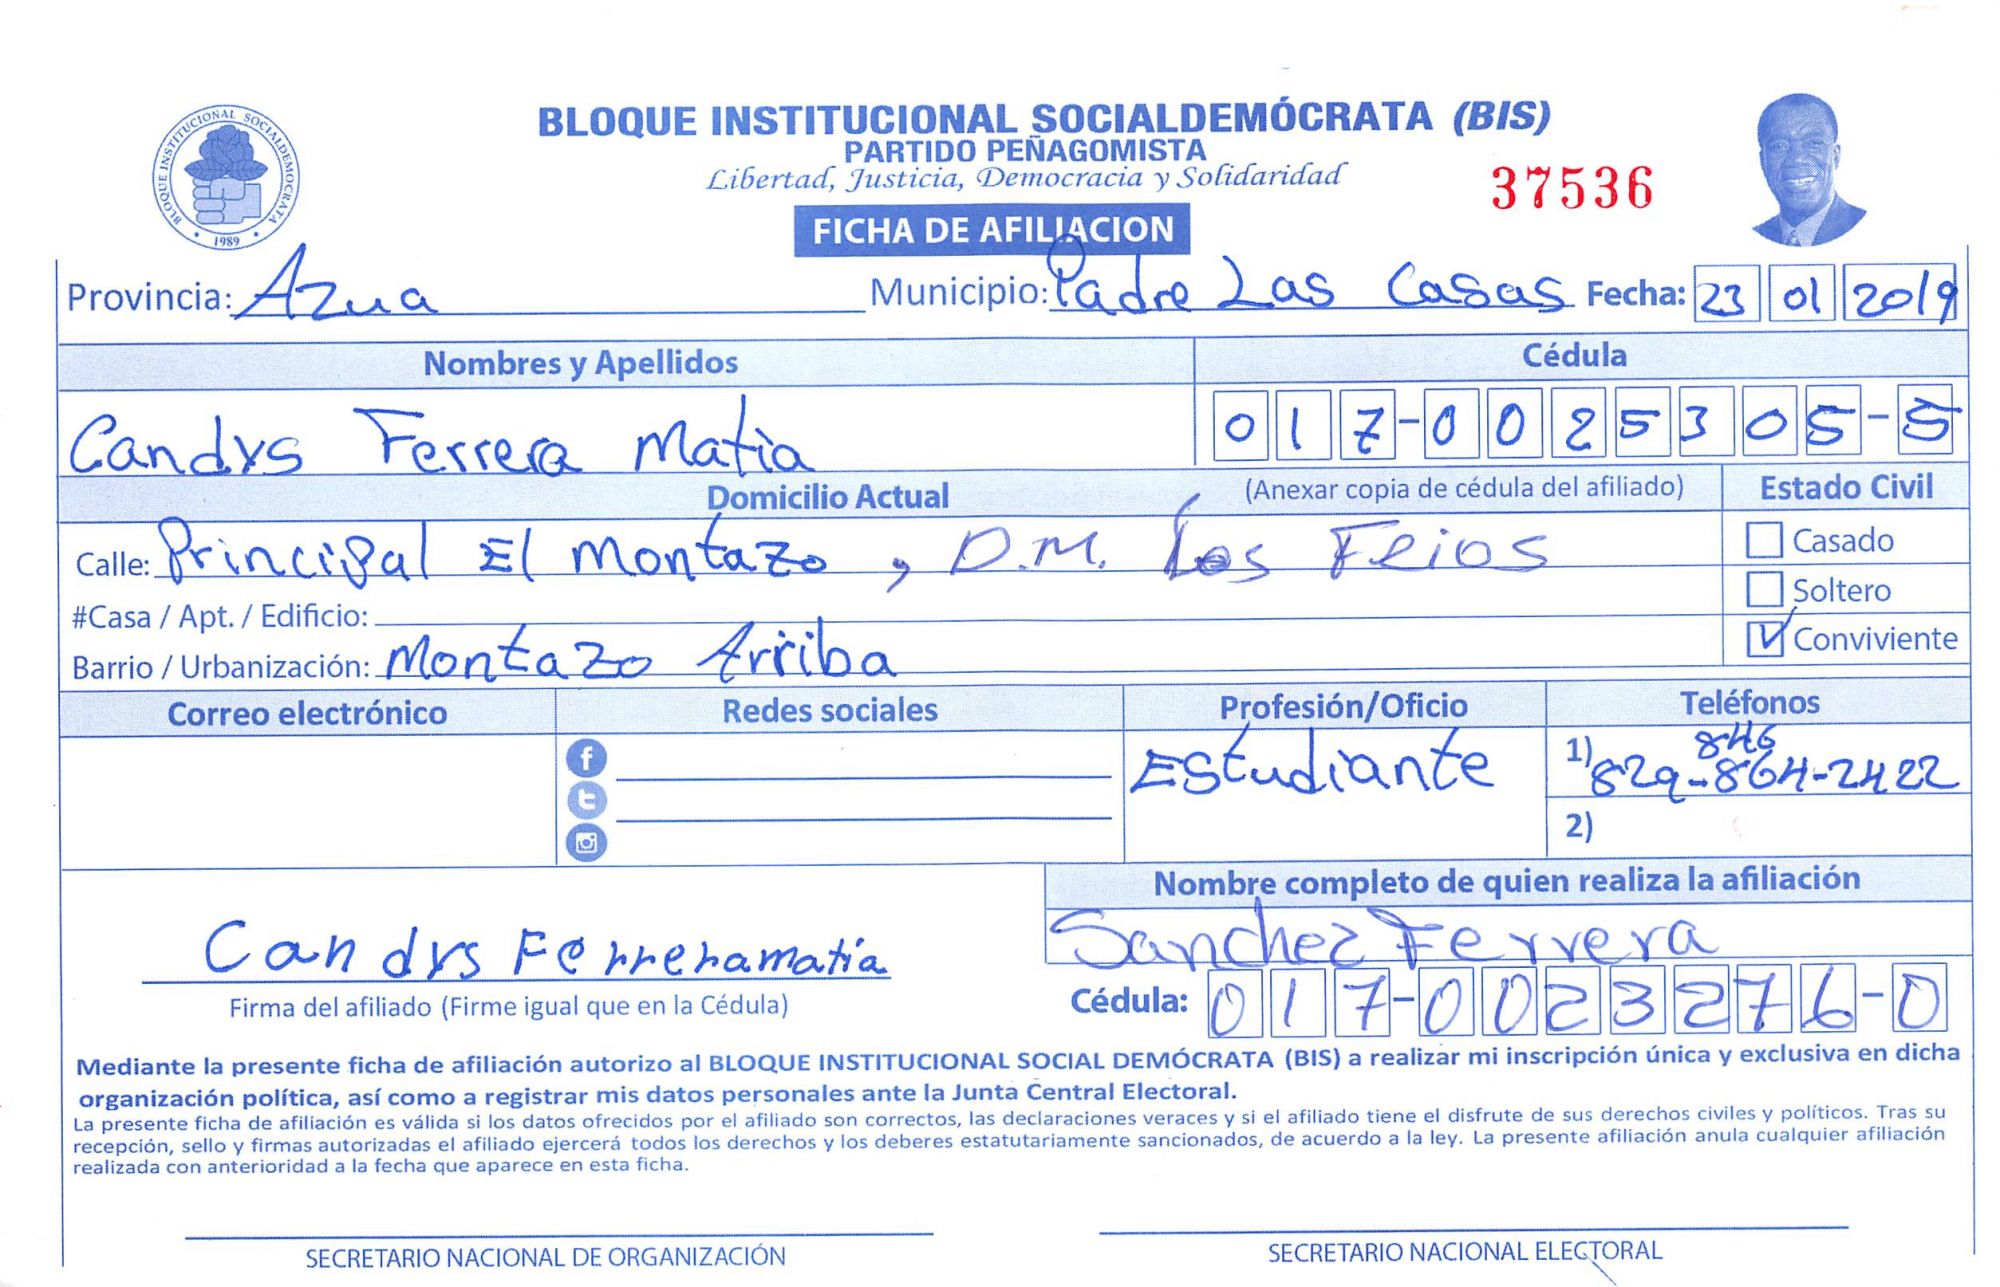 BLOQUE INSTITUCIONAL SOCIALDEMÓCRATA
1989
BLOQUE INSTITUCIONAL SOCIALDEMÓCRATA (BIS)
PARTIDO PEÑAGOMISTA
Libertad, Justicia, Democracia y Solidaridad
37536
FICHA DE AFILIACION
Provincia: Azua Municipio: Padre Las Casas Fecha: 23 01 2019
Nombres y Apellidos Cédula
Candys Ferrera Matia 017-0025305-5
Domicilio Actual (Anexar copia de cédula del afiliado) Estado Civil
Calle: Principal El Montazo, D.M. Los Feios Casado
#Casa / Apt. / Edificio: Soltero
Barrio / Urbanización: Montazo Arriba Conviviente
Correo electrónico Redes sociales Profesión/Oficio Teléfonos
Estudiante 1) 829-864-2422
846
2)
Nombre completo de quien realiza la afiliación
Sanchez Ferrera
Candys Ferreramatia
Firma del afiliado (Firme igual que en la Cédula) Cédula: 017-0023276-0
Mediante la presente ficha de afiliación autorizo al BLOQUE INSTITUCIONAL SOCIAL DEMÓCRATA (BIS) a realizar mi inscripción única y exclusiva en dicha
organización política, así como a registrar mis datos personales ante la Junta Central Electoral.
La presente ficha de afiliación es válida si los datos ofrecidos por el afiliado son correctos, las declaraciones veraces y si el afiliado tiene el disfrute de sus derechos civiles y políticos. Tras su
recepción, sello y firmas autorizadas el afiliado ejercerá todos los derechos y los deberes estatutariamente sancionados, de acuerdo a la ley. La presente afiliación anula cualquier afiliación
realizada con anterioridad a la fecha que aparece en esta ficha.
SECRETARIO NACIONAL DE ORGANIZACIÓN SECRETARIO NACIONAL ELECTORAL